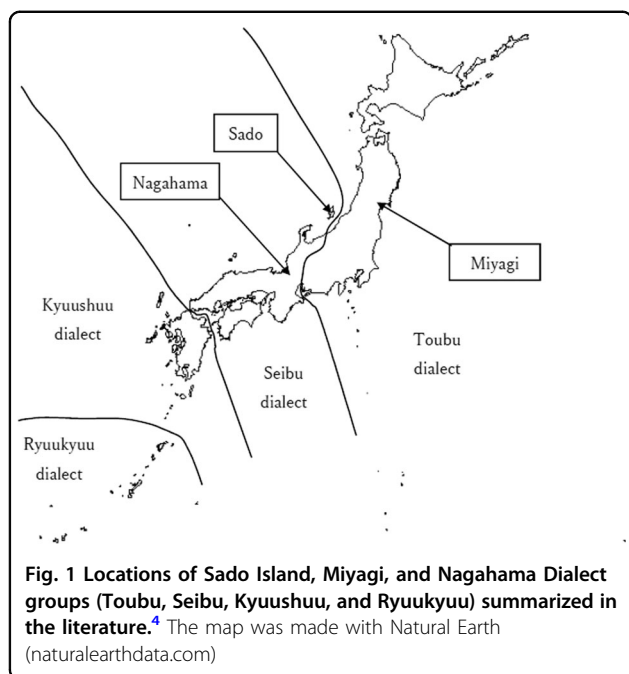 Sado
Nagahama
Miyagi
Kyuushuu
dialect
Toubu
dialect
Seibu
dialect
Ryuukyuu
dialect
Fig. 1 Locations of Sado Island, Miyagi, and Nagahama Dialect
groups (Toubu, Seibu, Kyuushuu, and Ryuukyuu) summarized in
the literature.4 The map was made with Natural Earth
(naturalearthdata.com)